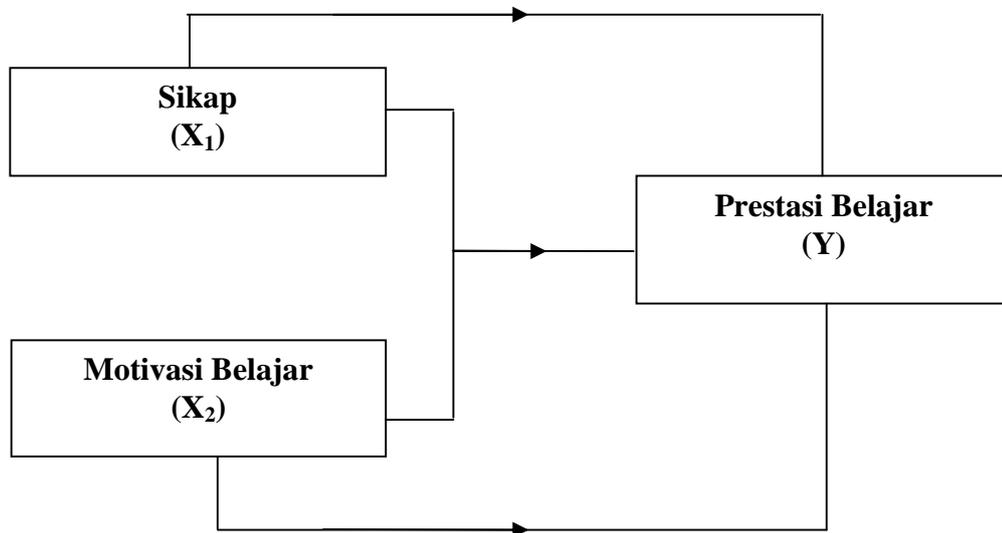 Sikap
(X₁)
Prestasi Belajar
(Y)
Motivasi Belajar
(X₂)